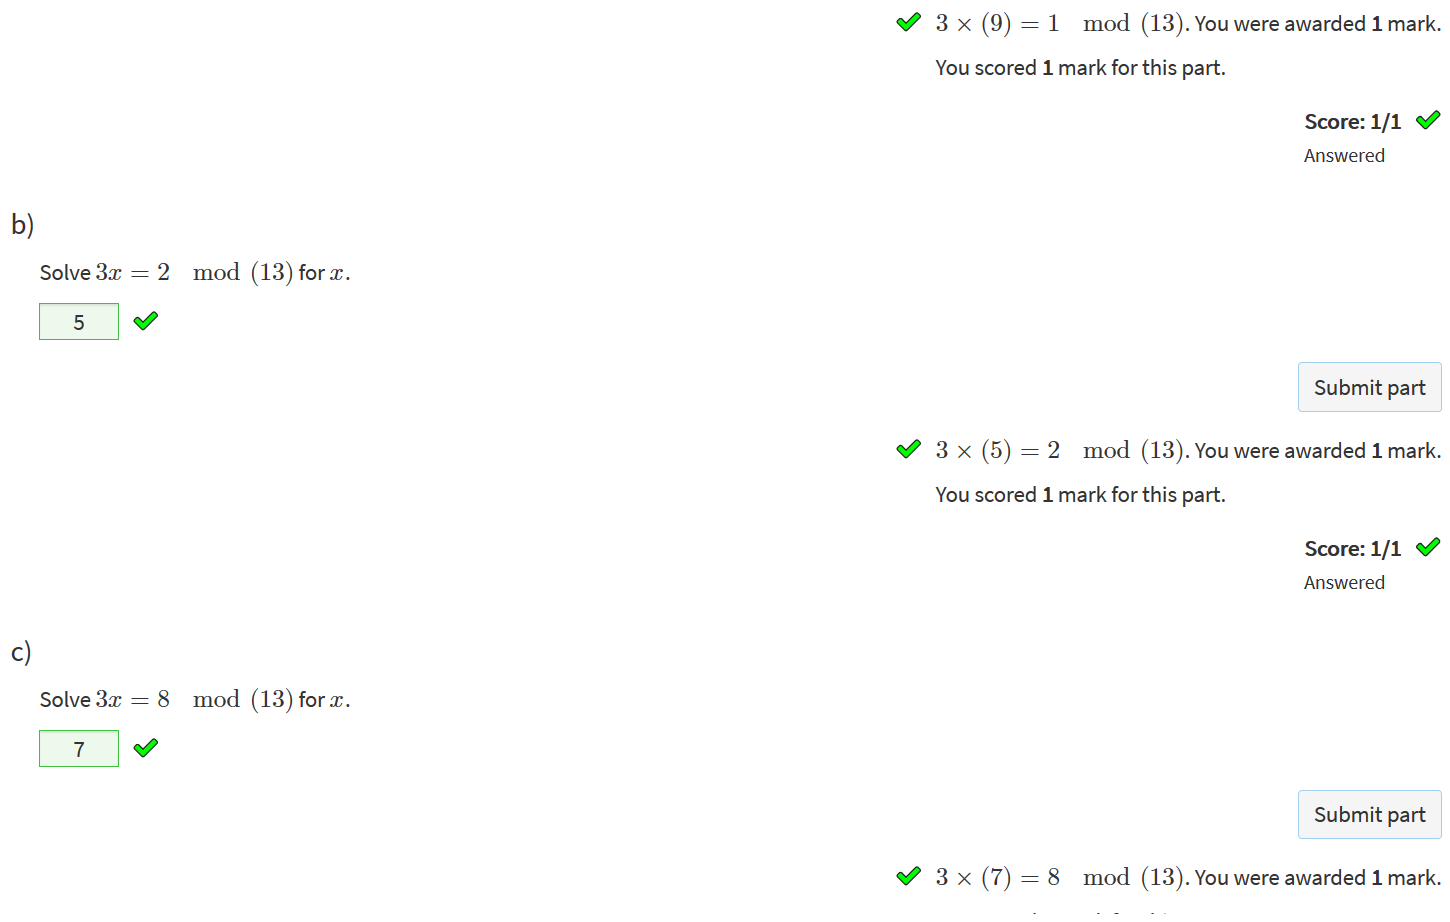 3 × (9) = 1 mod (13). You were awarded 1 mark.
You scored 1 mark for this part.
Score: 1/1
Answered
b)
Solve 3x = 2 mod (13) for x.
5
Submit part
3 × (5) = 2 mod (13). You were awarded 1 mark.
You scored 1 mark for this part.
Score: 1/1
Answered
c)
Solve 3x = 8 mod (13) for x.
7
Submit part
3 × (7) = 8 mod (13). You were awarded 1 mark.